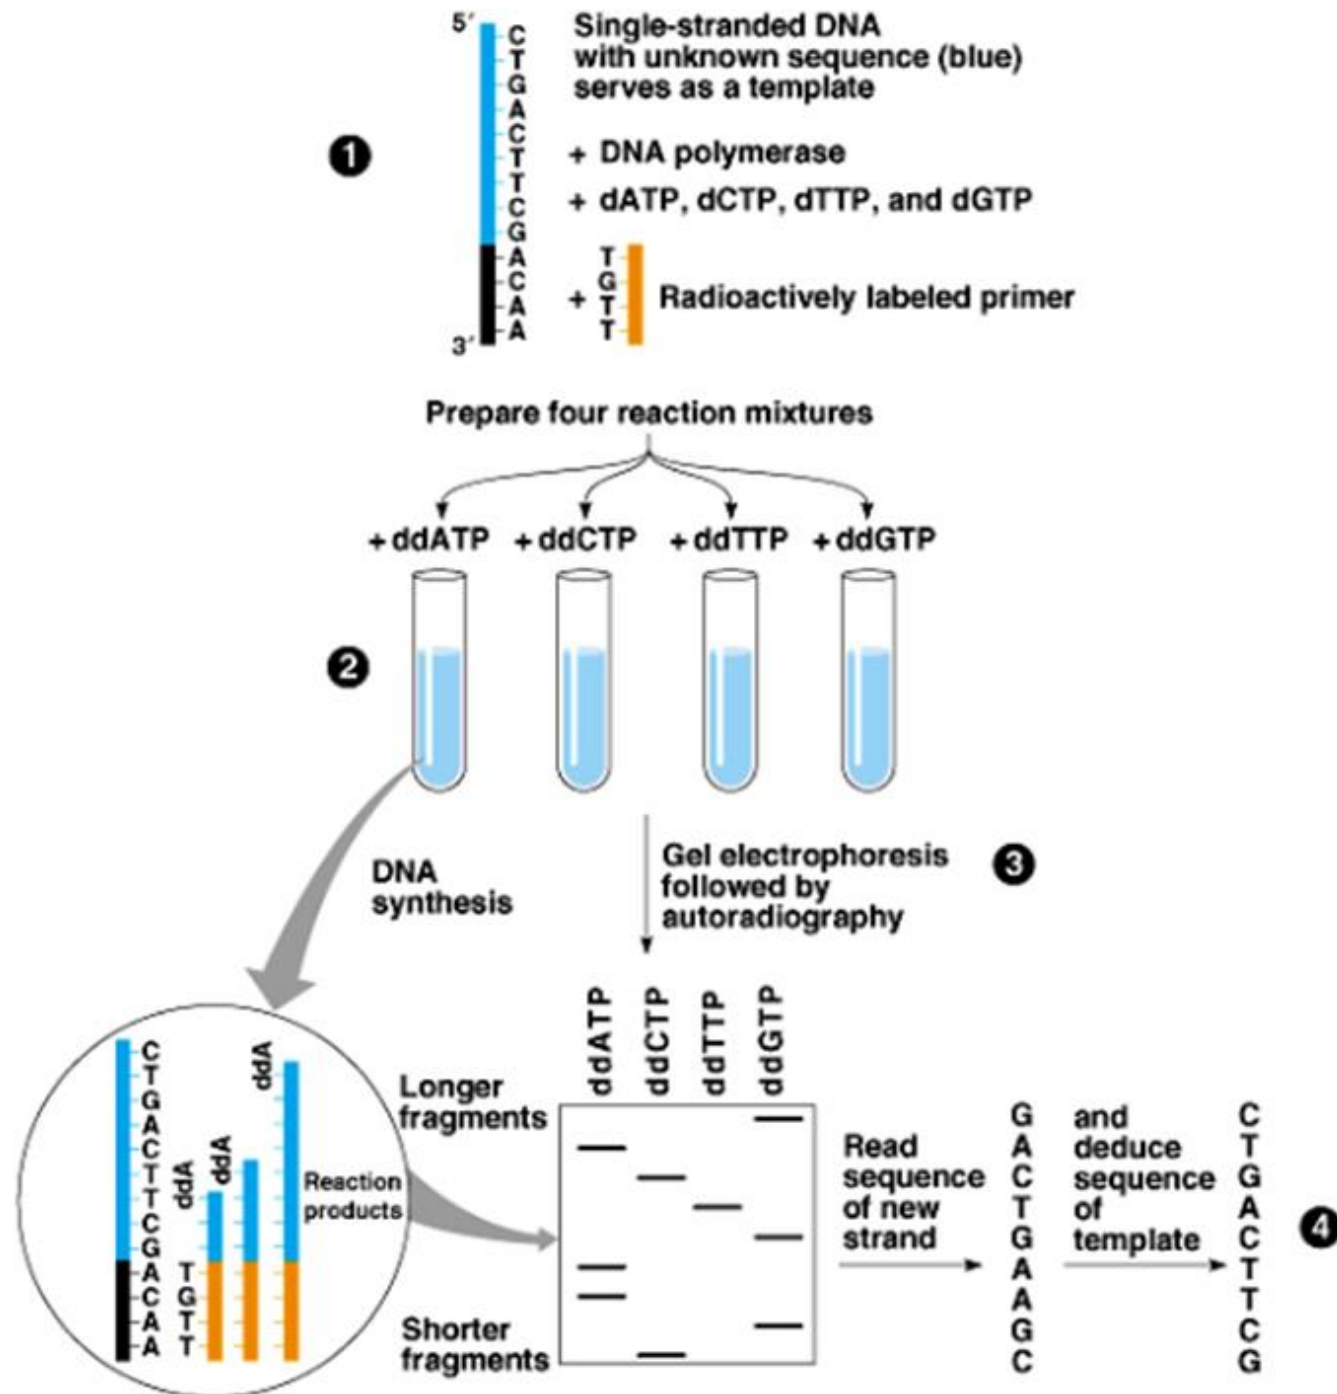 5′
C
T
G
A
C
T
T
C
G
A
C
A
A
3′
Single-stranded DNA
with unknown sequence (blue)
serves as a template
1
+ DNA polymerase
+ dATP, dCTP, dTTP, and dGTP
+
T
G
T
T
Radioactively labeled primer
Prepare four reaction mixtures
+ ddATP + ddCTP + ddTTP + ddGTP
2
DNA
synthesis
Gel electrophoresis
followed by
autoradiography
3
C
T
G
A
C
T
T
C
G
A
C
A
A
ddA
ddA
ddA
T
G
T
T
Reaction
products
ddATP
ddCTP
ddTTP
ddGTP
Longer
fragments
Shorter
fragments
Read
sequence
of new
strand
G
A
C
T
G
A
A
G
C
and
deduce
sequence
of
template
C
T
G
A
C
T
T
C
G
4